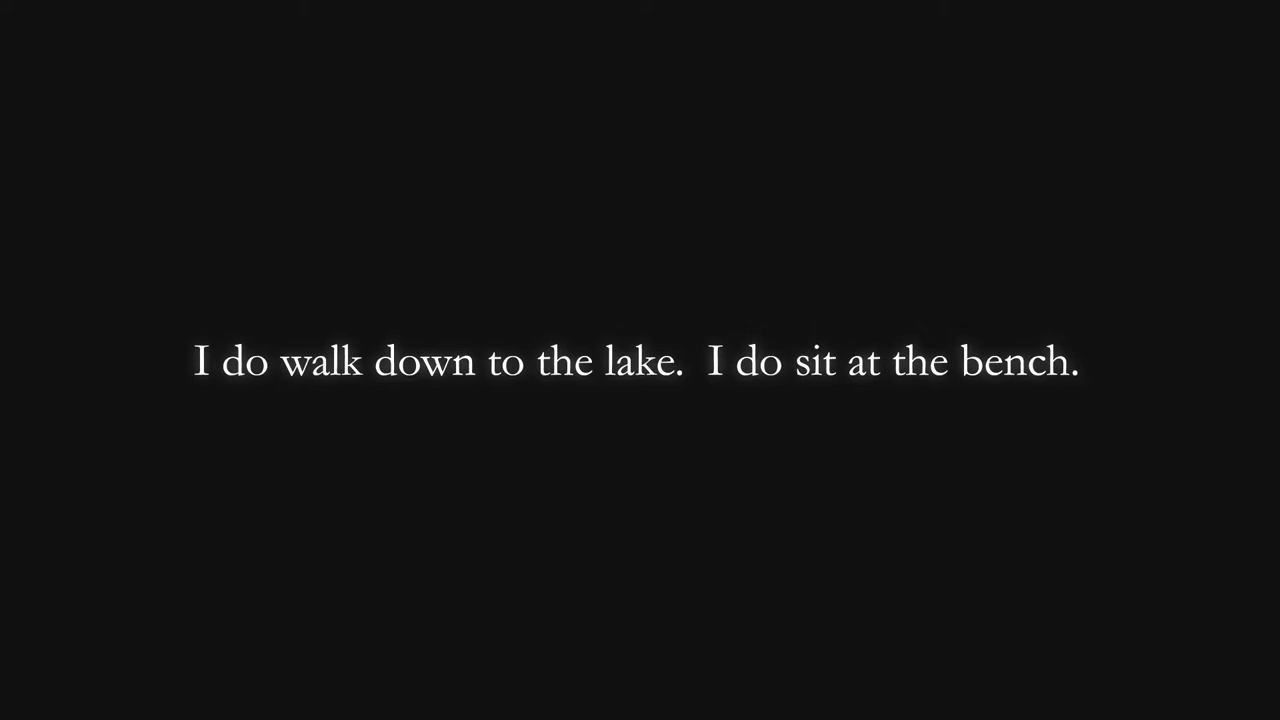 I do walk down to the lake.  I do sit at the bench.